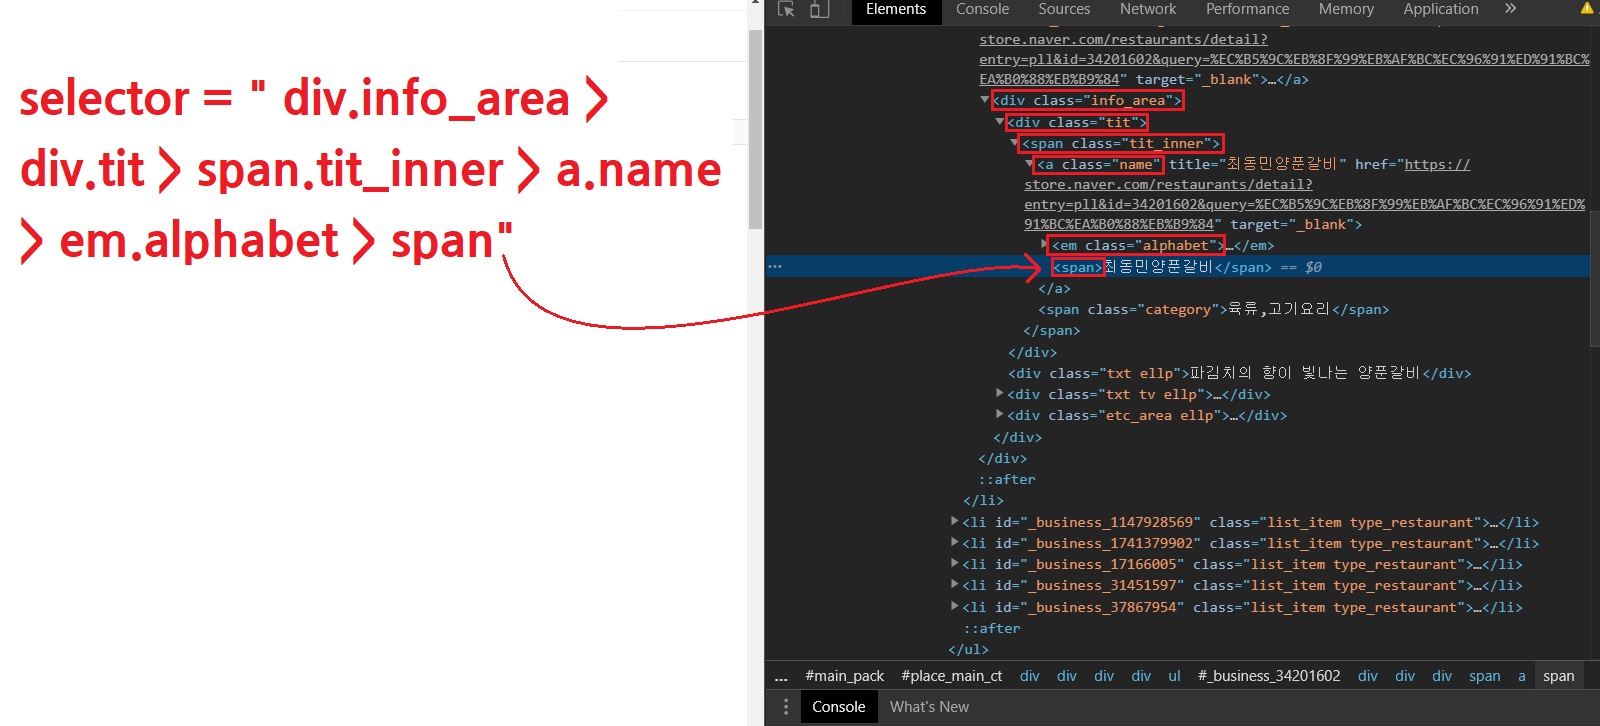 selector = " div.info_area >
div.tit > span.tit_inner > a.name
> em.alphabet > span"
Elements Console Sources Network Performance Memory Application »
store.naver.com/restaurants/detail?
entry=pll&id=34201602&query=%EC%B5%9C%EB%8F%99%EB%AF%BC%EC%96%91%ED%91%BC%
EA%B0%88%EB%B9%84" target="_blank">…</a>
<div class="info_area">
<div class="tit">
<span class="tit_inner">
<a class="name" title="최동민양푼갈비" href="https://
store.naver.com/restaurants/detail?
entry=pll&id=34201602&query=%EC%B5%9C%EB%8F%99%EB%AF%BC%EC%96%91%ED%
91%BC%EA%B0%88%EB%B9%84" target="_blank">
<em class="alphabet">…</em>
… <span>최동민양푼갈비</span> == $0
</a>
<span class="category">육류,고기요리</span>
</span>
</div>
<div class="txt ellp">파김치의 향이 빛나는 양푼갈비</div>
<div class="txt tv ellp">…</div>
<div class="etc_area ellp">…</div>
</div>
</div>
::after
</li>
<li id="_business_1147928569" class="list_item type_restaurant">…</li>
<li id="_business_1741379902" class="list_item type_restaurant">…</li>
<li id="_business_17166005" class="list_item type_restaurant">…</li>
<li id="_business_31451597" class="list_item type_restaurant">…</li>
<li id="_business_37867954" class="list_item type_restaurant">…</li>
::after
</ul>
… #main_pack #place_main_ct div div div div ul #_business_34201602 div div div span a span
Console What's New